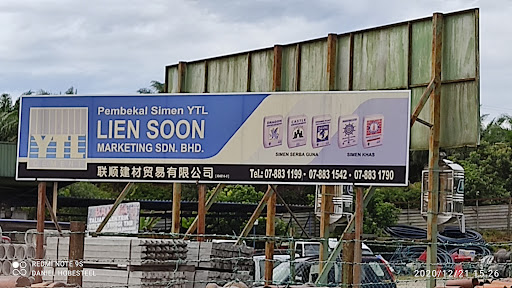 Pembekal Simen YTL
LIEN SOON
MARKETING SDN. BHD.
YTL
联顺建材贸易有限公司
TeL: 07-883 1199 · 07-883 1542 · 07-883 1790
CASTLE
SIMEN SERBA GUNA
SIMEN KHAS
REDMI NOTE 9S
DANIEL HOBESTEEL
2020/12/21 15:26